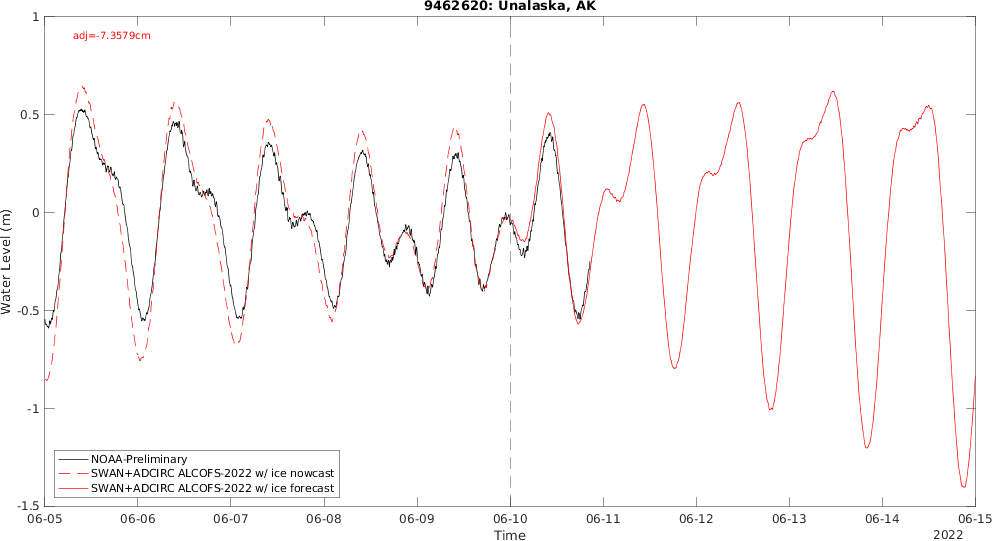 9462620: Unalaska, AK
adj=-7.3579cm
1
0.5
0
-0.5
-1
-1.5
Water Level (m)
NOAA-Preliminary
SWAN+ADCIRC ALCOFS-2022 w/ ice nowcast
SWAN+ADCIRC ALCOFS-2022 w/ ice forecast
06-05 06-06 06-07 06-08 06-09 06-10 06-11 06-12 06-13 06-14 06-15
Time
2022